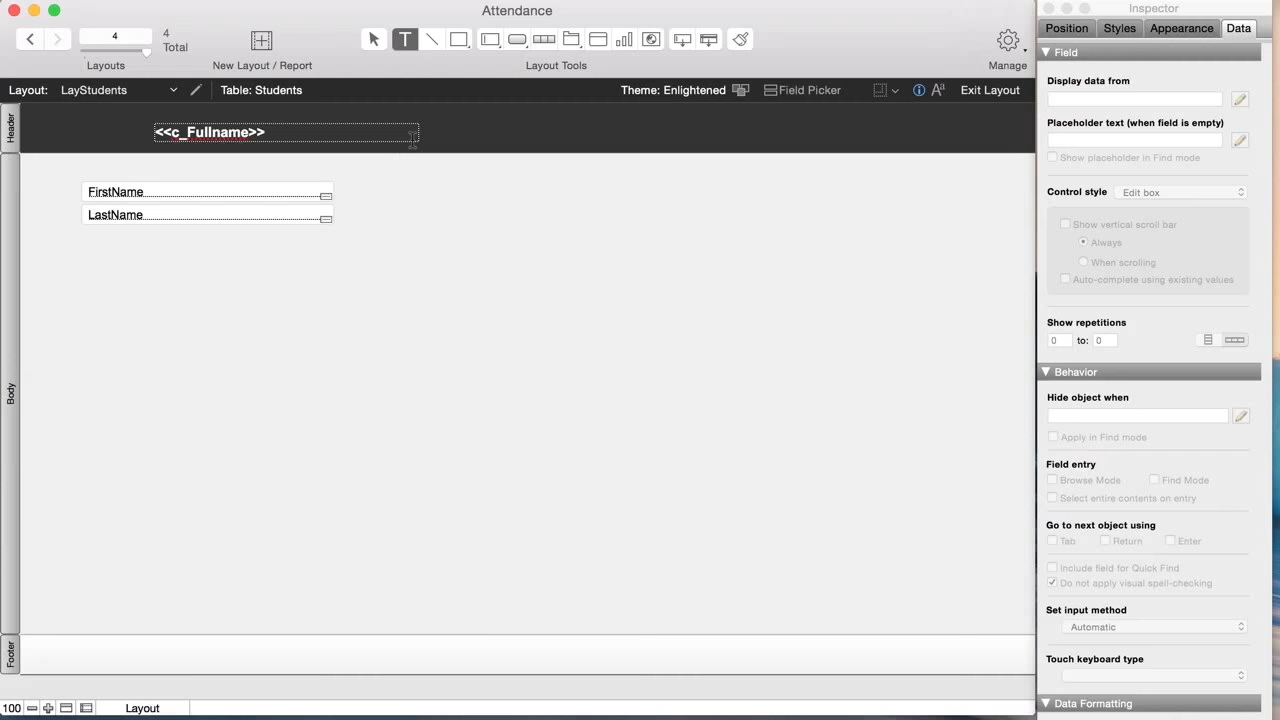 Attendance
Inspector
4
4
Total
T
Layouts
New Layout / Report
Layout Tools
Manage
Position
Styles
Appearance
Data
Layout:
LayStudents
Table: Students
Theme: Enlightened
Field Picker
Exit Layout
Header
<<c_Fullname>>
FirstName
LastName
Body
Footer
100
Layout
Field
Display data from
Placeholder text (when field is empty)
Show placeholder in Find mode
Control style
Edit box
Show vertical scroll bar
Always
When scrolling
Auto-complete using existing values
Show repetitions
0 to: 0
Behavior
Hide object when
Apply in Find mode
Field entry
Browse Mode
Find Mode
Select entire contents on entry
Go to next object using
Tab
Return
Enter
Include field for Quick Find
Do not apply visual spell-checking
Set input method
Automatic
Touch keyboard type
Data Formatting